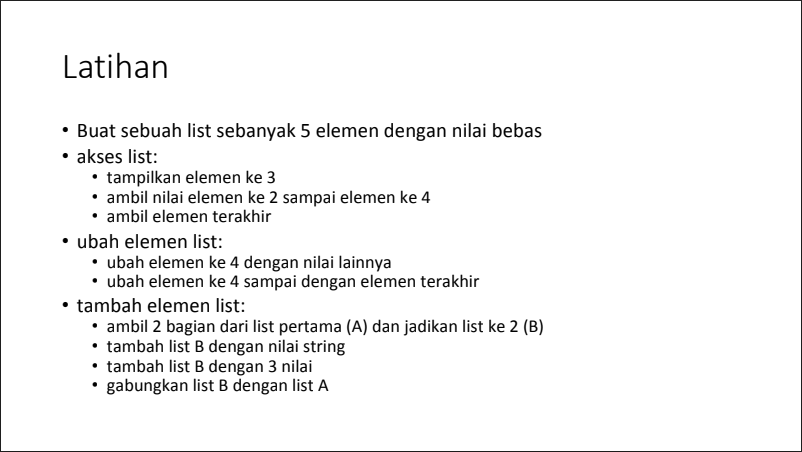 Latihan
• Buat sebuah list sebanyak 5 elemen dengan nilai bebas
• akses list:
• tampilkan elemen ke 3
• ambil nilai elemen ke 2 sampai elemen ke 4
• ambil elemen terakhir
• ubah elemen list:
• ubah elemen ke 4 dengan nilai lainnya
• ubah elemen ke 4 sampai dengan elemen terakhir
• tambah elemen list:
• ambil 2 bagian dari list pertama (A) dan jadikan list ke 2 (B)
• tambah list B dengan nilai string
• tambah list B dengan 3 nilai
• gabungkan list B dengan list A